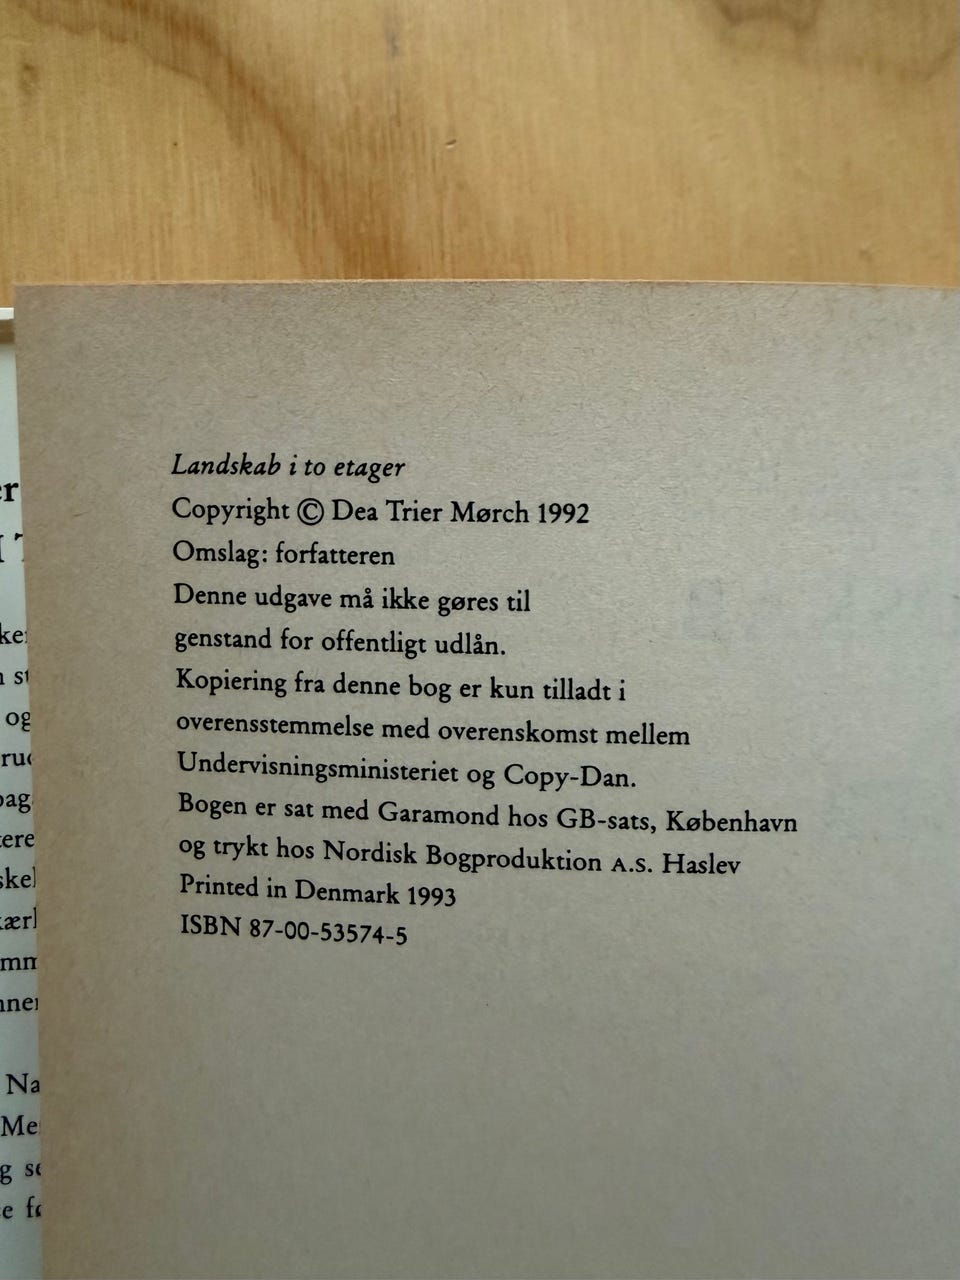 Landskab i to etager
Copyright © Dea Trier Mørch 1992
Omslag: forfatteren
Denne udgave må ikke gøres til
genstand for offentligt udlån.
Kopiering fra denne bog er kun tilladt i
overensstemmelse med overenskomst mellem
Undervisningsministeriet og Copy-Dan.
Bogen er sat med Garamond hos GB-sats, København
og trykt hos Nordisk Bogproduktion A.S. Haslev
Printed in Denmark 1993
ISBN 87-00-53574-5